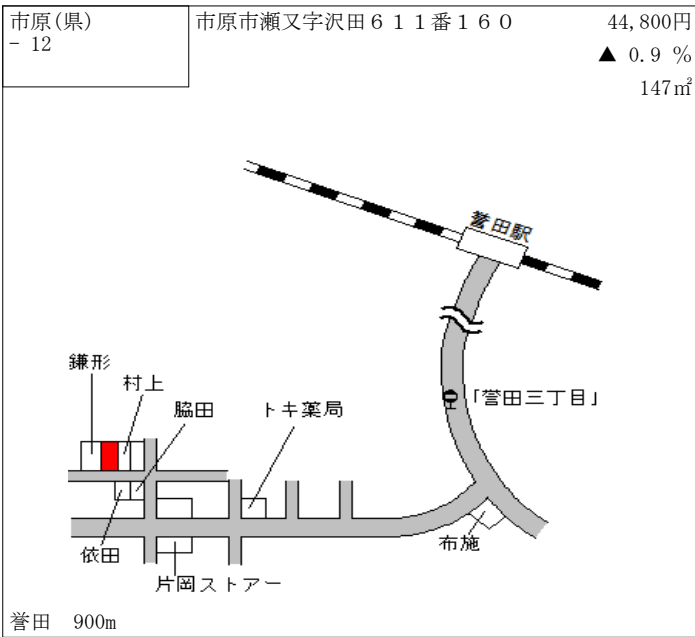 市原(県)
- 12
市原市瀬又字沢田６１１番１６０
44,800円
▲ 0.9 %
147㎡
誉田駅
「誉田三丁目」
鎌形
村上
脇田
トキ薬局
依田
片岡ストアー
布施
誉田 900m